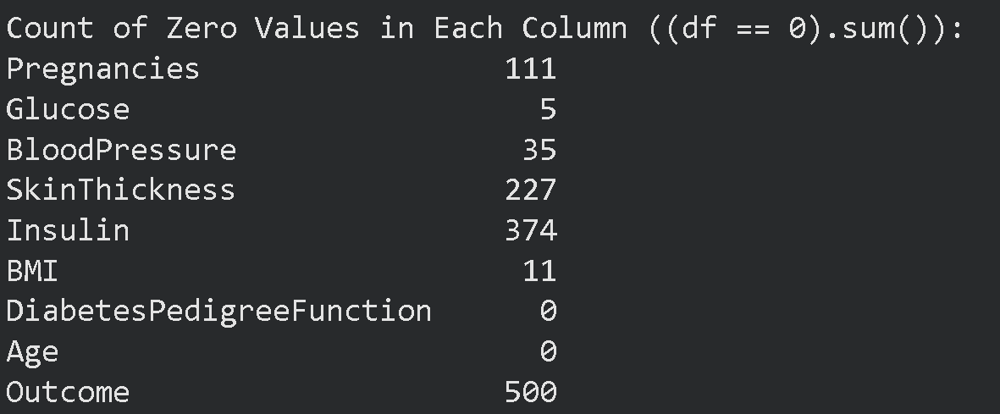 Count of Zero Values in Each Column ((df == 0).sum()):
Pregnancies 111
Glucose 5
BloodPressure 35
SkinThickness 227
Insulin 374
BMI 11
DiabetesPedigreeFunction 0
Age 0
Outcome 500